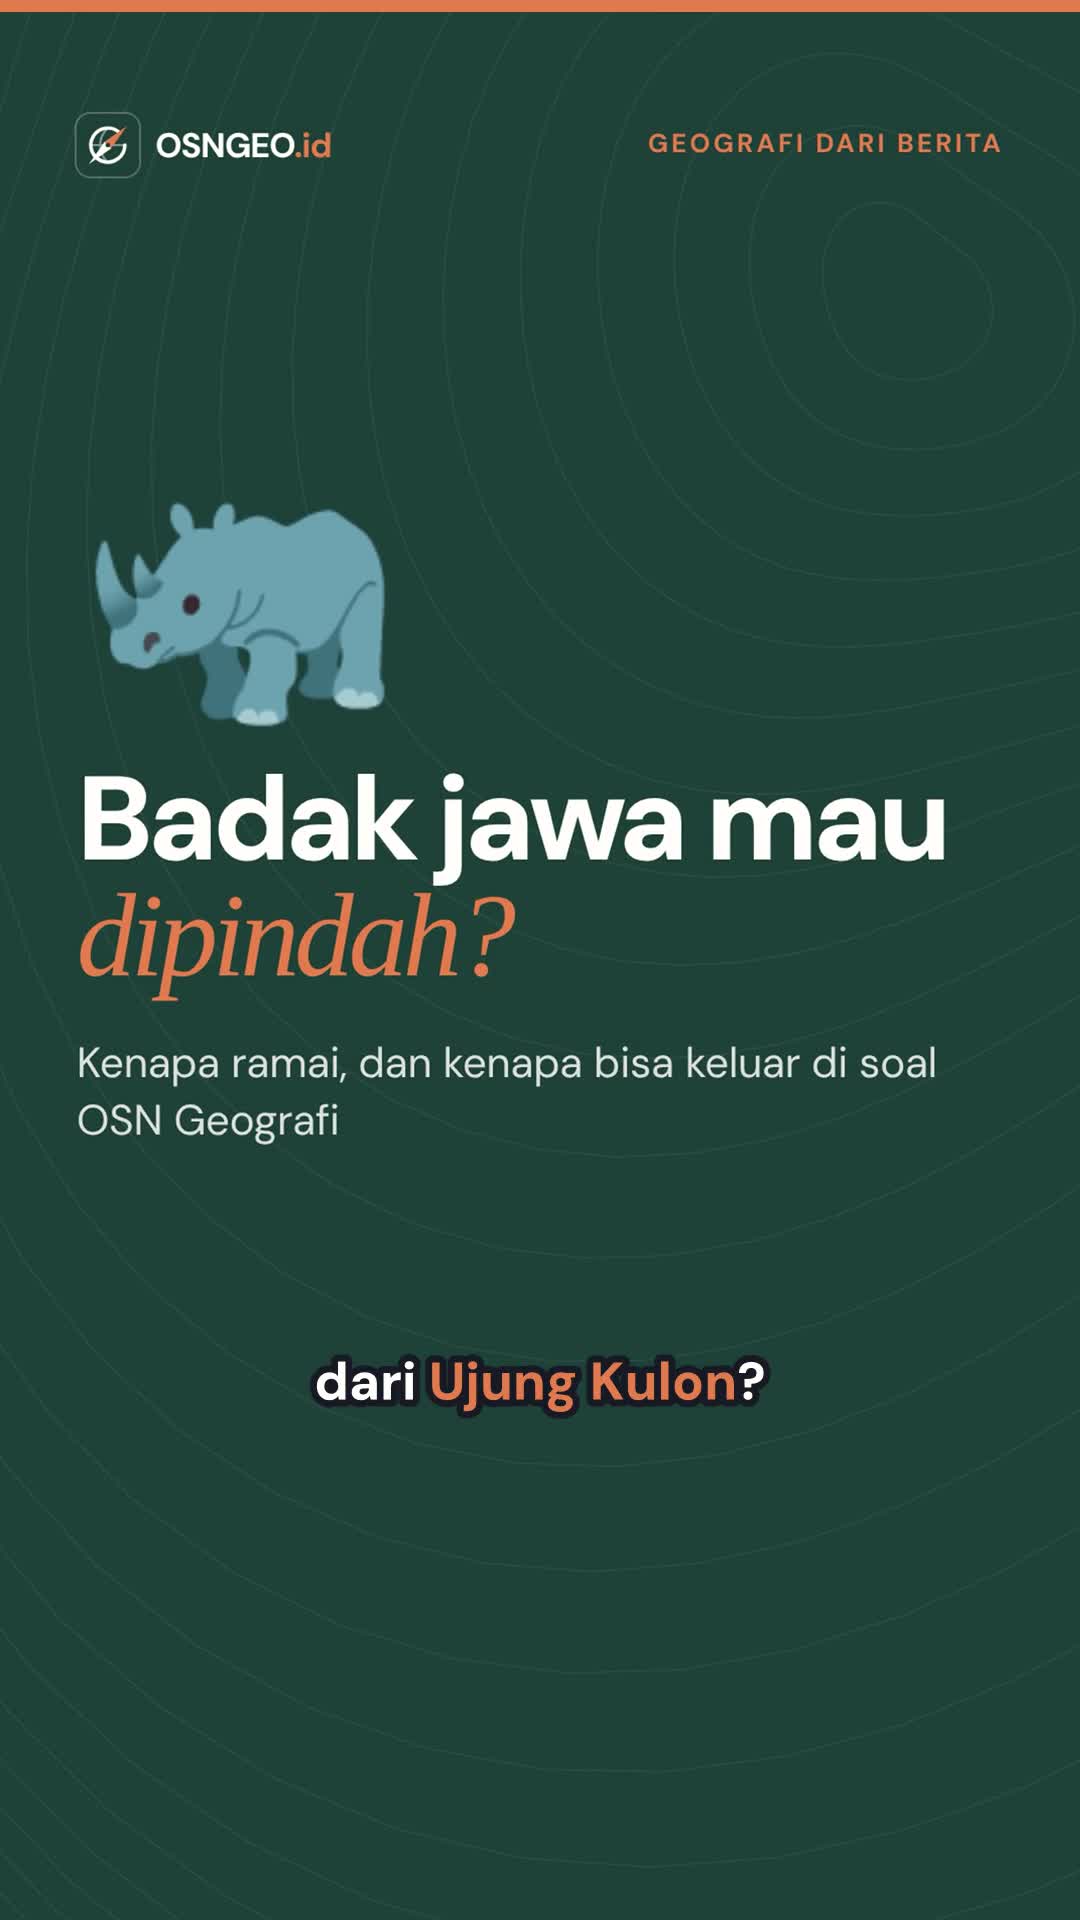 OSNGEO.id
GEOGRAFI DARI BERITA
Badak jawa mau
dipindah?
Kenapa ramai, dan kenapa bisa keluar di soal
OSN Geografi
dari Ujung Kulon?